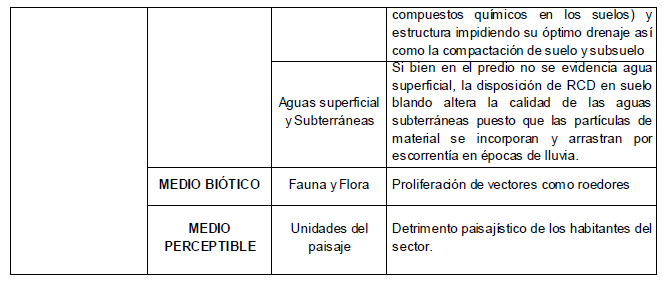 compuestos químicos en los suelos) y
estructura impidiendo su óptimo drenaje así
como la compactación de suelo y subsuelo
Aguas superficial
y Subterráneas
Si bien en el predio no se evidencia agua
superficial, la disposición de RCD en suelo
blando altera la calidad de las aguas
subterráneas puesto que las partículas de
material se incorporan y arrastran por
escorrentía en épocas de lluvia.
MEDIO BIÓTICO
Fauna y Flora
Proliferación de vectores como roedores
MEDIO
PERCEPTIBLE
Unidades del
paisaje
Detrimento paisajístico de los habitantes del
sector.